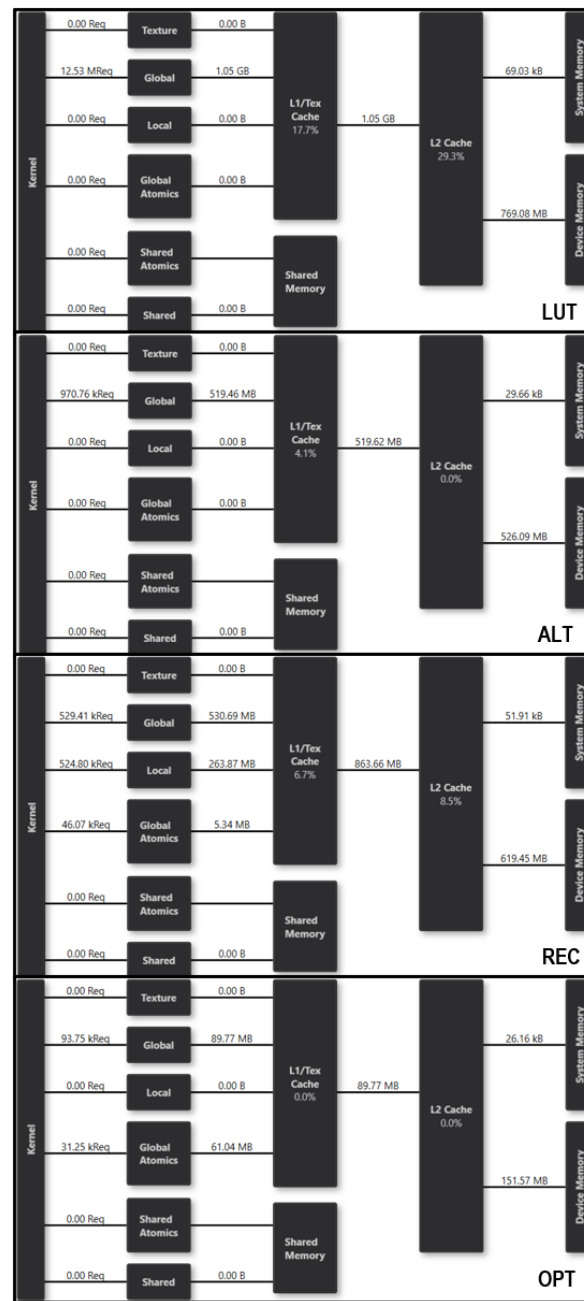 0.00 Req Texture 0.00 B
12.53 MReq Global 1.05 GB
0.00 Req Local 0.00 B
0.00 Req Global Atomics 0.00 B
0.00 Req Shared Atomics
0.00 Req Shared 0.00 B
Kernel
L1/Tex
Cache
17.7%
Shared
Memory
1.05 GB
L2 Cache
29.3%
69.03 kB
System Memory
769.08 MB
Device Memory
LUT
0.00 Req Texture 0.00 B
970.76 kReq Global 519.46 MB
0.00 Req Local 0.00 B
0.00 Req Global Atomics 0.00 B
0.00 Req Shared Atomics
0.00 Req Shared 0.00 B
Kernel
L1/Tex
Cache
4.1%
Shared
Memory
519.62 MB
L2 Cache
0.0%
29.66 kB
System Memory
526.09 MB
Device Memory
ALT
0.00 Req Texture 0.00 B
529.41 kReq Global 530.69 MB
524.80 kReq Local 263.87 MB
46.07 kReq Global Atomics 5.34 MB
0.00 Req Shared Atomics
0.00 Req Shared 0.00 B
Kernel
L1/Tex
Cache
6.7%
Shared
Memory
863.66 MB
L2 Cache
8.5%
51.91 kB
System Memory
619.45 MB
Device Memory
REC
0.00 Req Texture 0.00 B
93.75 kReq Global 89.77 MB
0.00 Req Local 0.00 B
31.25 kReq Global Atomics 61.04 MB
0.00 Req Shared Atomics
0.00 Req Shared 0.00 B
Kernel
L1/Tex
Cache
0.0%
Shared
Memory
89.77 MB
L2 Cache
0.0%
26.16 kB
System Memory
151.57 MB
Device Memory
OPT